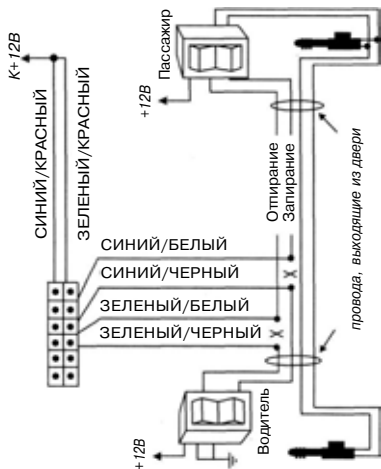 К+12В
СИНИЙ/КРАСНЫЙ
ЗЕЛЕНЫЙ/КРАСНЫЙ
Пассажир
+12В
Отпирание
Запирание
провода, выходящие из двери
СИНИЙ/БЕЛЫЙ
СИНИЙ/ЧЕРНЫЙ
ЗЕЛЕНЫЙ/БЕЛЫЙ
ЗЕЛЕНЫЙ/ЧЕРНЫЙ
+12В
Водитель